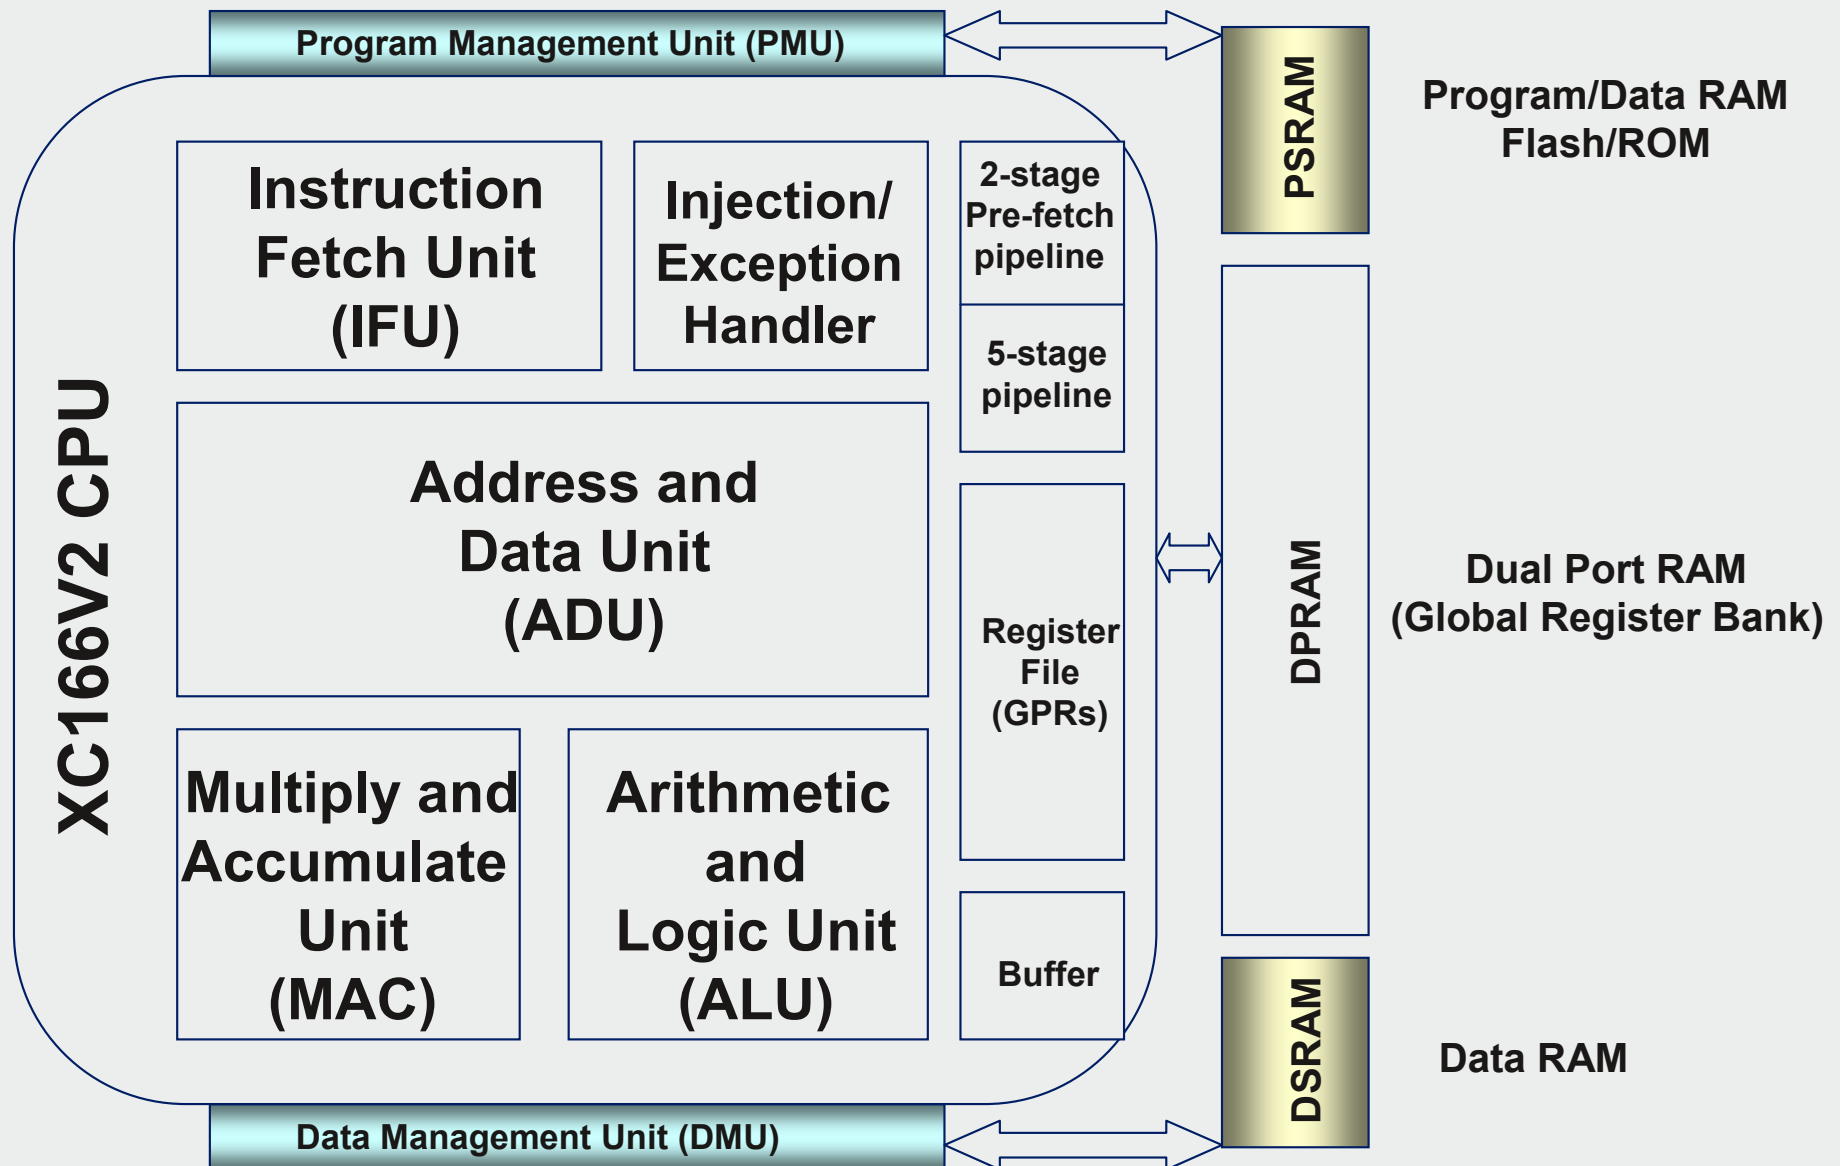 Program Management Unit (PMU)
PSRAM
Program/Data RAM
Flash/ROM
XC166V2 CPU
Instruction
Fetch Unit
(IFU)
Injection/
Exception
Handler
2-stage
Pre-fetch
pipeline
5-stage
pipeline
Address and
Data Unit
(ADU)
Register
File
(GPRs)
DPRAM
Dual Port RAM
(Global Register Bank)
Multiply and
Accumulate
Unit
(MAC)
Arithmetic
and
Logic Unit
(ALU)
Buffer
DSRAM
Data RAM
Data Management Unit (DMU)